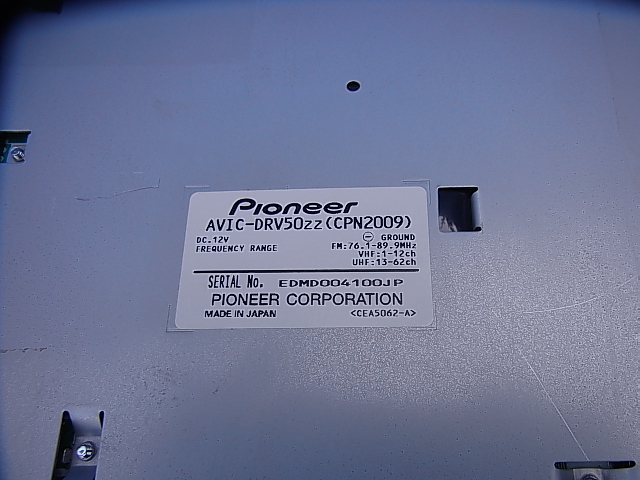 Pioneer
AVIC-DRV50zz(CPN2009)
DC.12V ⊖ GROUND
FREQUENCY RANGE FM:76.1-89.9MHz
VHF:1-12ch
UHF:13-62ch
SERIAL No. EDMD004100JP
PIONEER CORPORATION
MADE IN JAPAN <CEA5062-A>